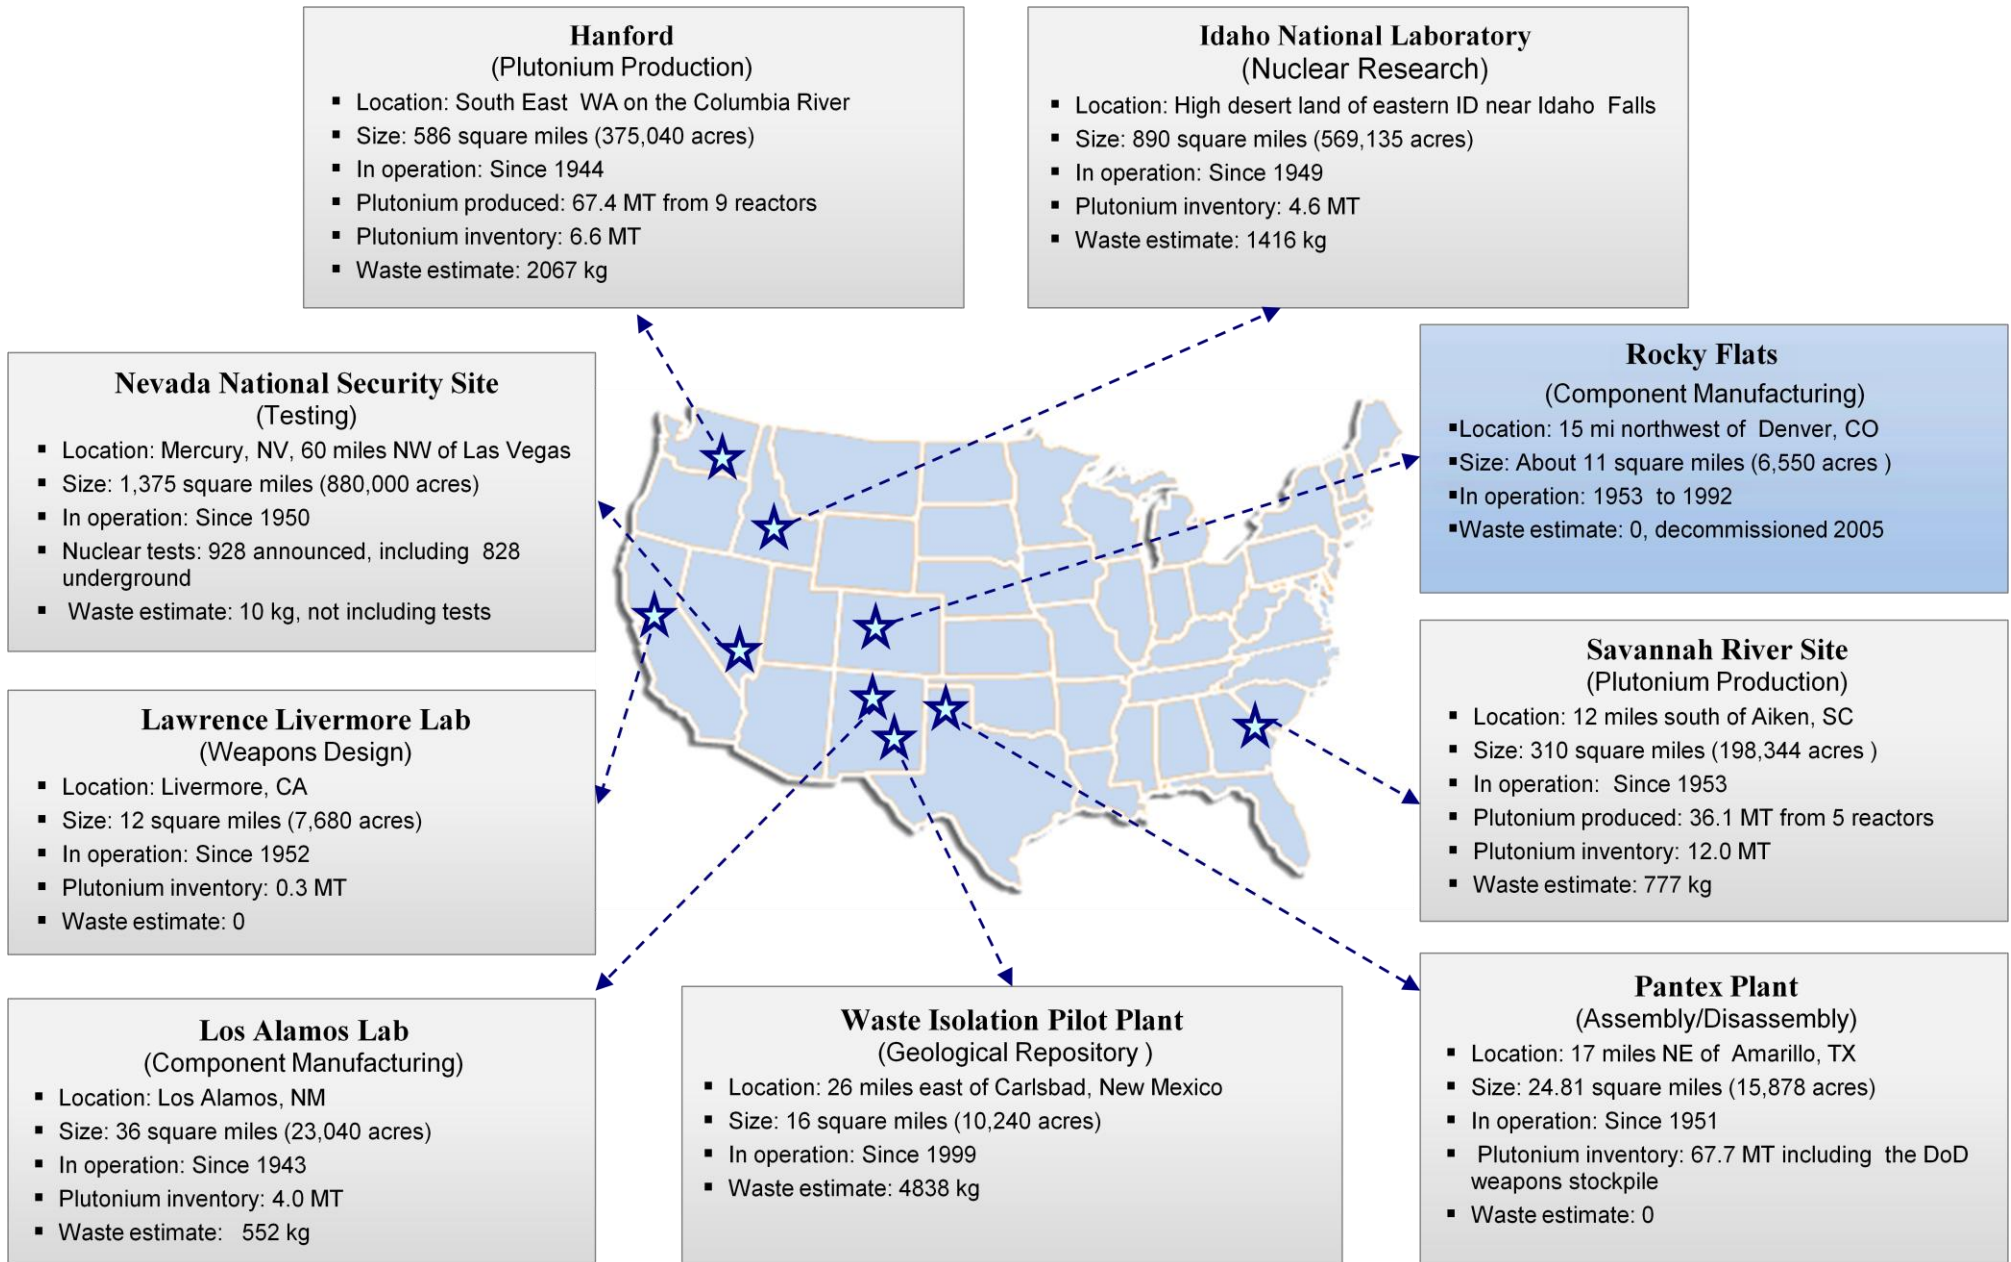 Hanford
(Plutonium Production)
▪ Location: South East WA on the Columbia River
▪ Size: 586 square miles (375,040 acres)
▪ In operation: Since 1944
▪ Plutonium produced: 67.4 MT from 9 reactors
▪ Plutonium inventory: 6.6 MT
▪ Waste estimate: 2067 kg
Idaho National Laboratory
(Nuclear Research)
▪ Location: High desert land of eastern ID near Idaho Falls
▪ Size: 890 square miles (569,135 acres)
▪ In operation: Since 1949
▪ Plutonium inventory: 4.6 MT
▪ Waste estimate: 1416 kg
Nevada National Security Site
(Testing)
▪ Location: Mercury, NV, 60 miles NW of Las Vegas
▪ Size: 1,375 square miles (880,000 acres)
▪ In operation: Since 1950
▪ Nuclear tests: 928 announced, including 828
underground
▪ Waste estimate: 10 kg, not including tests
Rocky Flats
(Component Manufacturing)
▪Location: 15 mi northwest of Denver, CO
▪Size: About 11 square miles (6,550 acres )
▪In operation: 1953 to 1992
▪Waste estimate: 0, decommissioned 2005
Lawrence Livermore Lab
(Weapons Design)
▪ Location: Livermore, CA
▪ Size: 12 square miles (7,680 acres)
▪ In operation: Since 1952
▪ Plutonium inventory: 0.3 MT
▪ Waste estimate: 0
Savannah River Site
(Plutonium Production)
▪ Location: 12 miles south of Aiken, SC
▪ Size: 310 square miles (198,344 acres )
▪ In operation: Since 1953
▪ Plutonium produced: 36.1 MT from 5 reactors
▪ Plutonium inventory: 12.0 MT
▪ Waste estimate: 777 kg
Los Alamos Lab
(Component Manufacturing)
▪ Location: Los Alamos, NM
▪ Size: 36 square miles (23,040 acres)
▪ In operation: Since 1943
▪ Plutonium inventory: 4.0 MT
▪ Waste estimate: 552 kg
Waste Isolation Pilot Plant
(Geological Repository )
▪ Location: 26 miles east of Carlsbad, New Mexico
▪ Size: 16 square miles (10,240 acres)
▪ In operation: Since 1999
▪ Waste estimate: 4838 kg
Pantex Plant
(Assembly/Disassembly)
▪ Location: 17 miles NE of Amarillo, TX
▪ Size: 24.81 square miles (15,878 acres)
▪ In operation: Since 1951
▪ Plutonium inventory: 67.7 MT including the DoD
weapons stockpile
▪ Waste estimate: 0